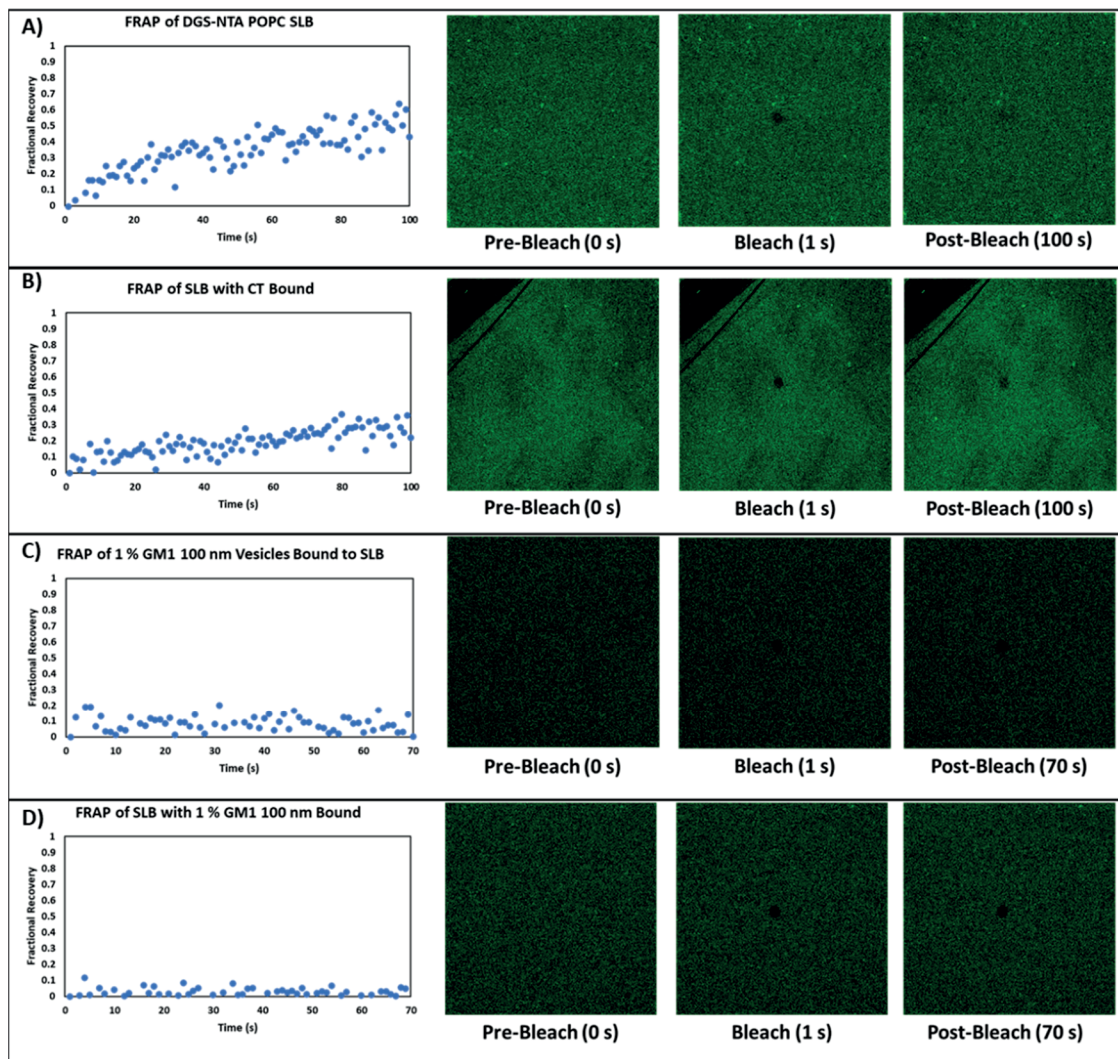 A)
FRAP of DGS-NTA POPC SLB
1
0.9
0.8
0.7
0.6
0.5
0.4
0.3
0.2
0.1
0
Fractional Recovery
0 20 40 60 80 100
Time (s)
Pre-Bleach (0 s) Bleach (1 s) Post-Bleach (100 s)
B)
FRAP of SLB with CT Bound
1
0.9
0.8
0.7
0.6
0.5
0.4
0.3
0.2
0.1
0
Fractional Recovery
0 20 40 60 80 100
Time (s)
Pre-Bleach (0 s) Bleach (1 s) Post-Bleach (100 s)
C)
FRAP of 1 % GM1 100 nm Vesicles Bound to SLB
1
0.9
0.8
0.7
0.6
0.5
0.4
0.3
0.2
0.1
0
Fractional Recovery
0 10 20 30 40 50 60 70
Time (s)
Pre-Bleach (0 s) Bleach (1 s) Post-Bleach (70 s)
D)
FRAP of SLB with 1 % GM1 100 nm Bound
1
0.9
0.8
0.7
0.6
0.5
0.4
0.3
0.2
0.1
0
Fractional Recovery
0 10 20 30 40 50 60 70
Time (s)
Pre-Bleach (0 s) Bleach (1 s) Post-Bleach (70 s)